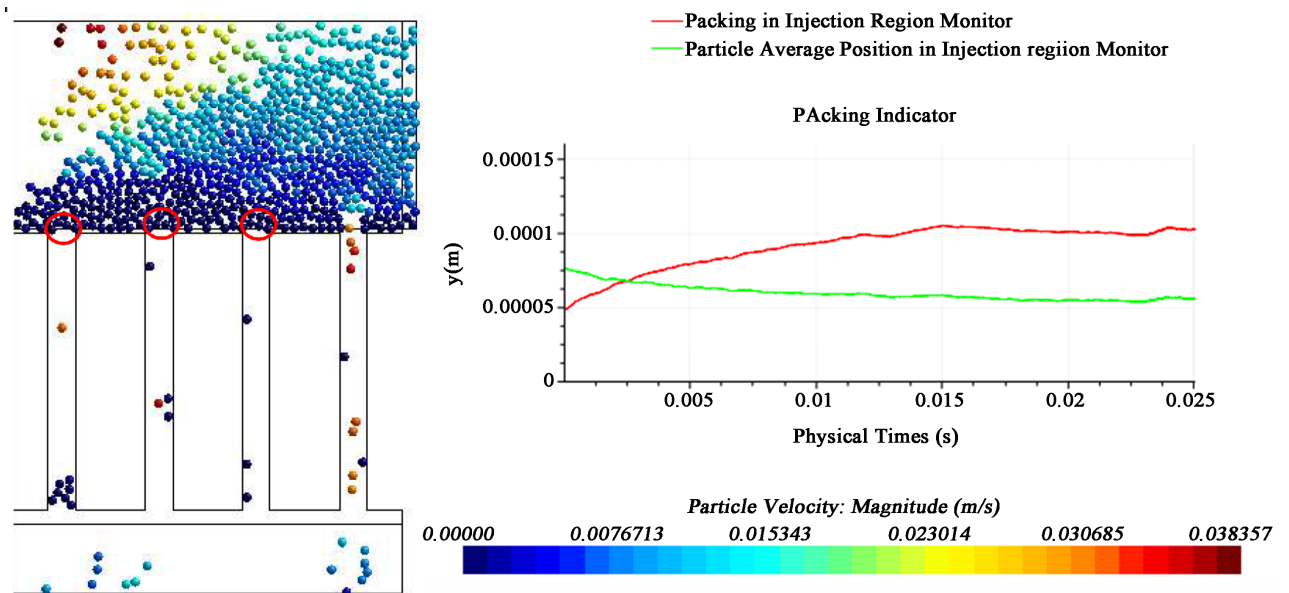 Packing in Injection Region Monitor
Particle Average Position in Injection regiion Monitor
PAcking Indicator
0.00015
0.0001
0.00005
0
y(m)
0.005 0.01 0.015 0.02 0.025
Physical Times (s)
Particle Velocity: Magnitude (m/s)
0.00000 0.0076713 0.015343 0.023014 0.030685 0.038357